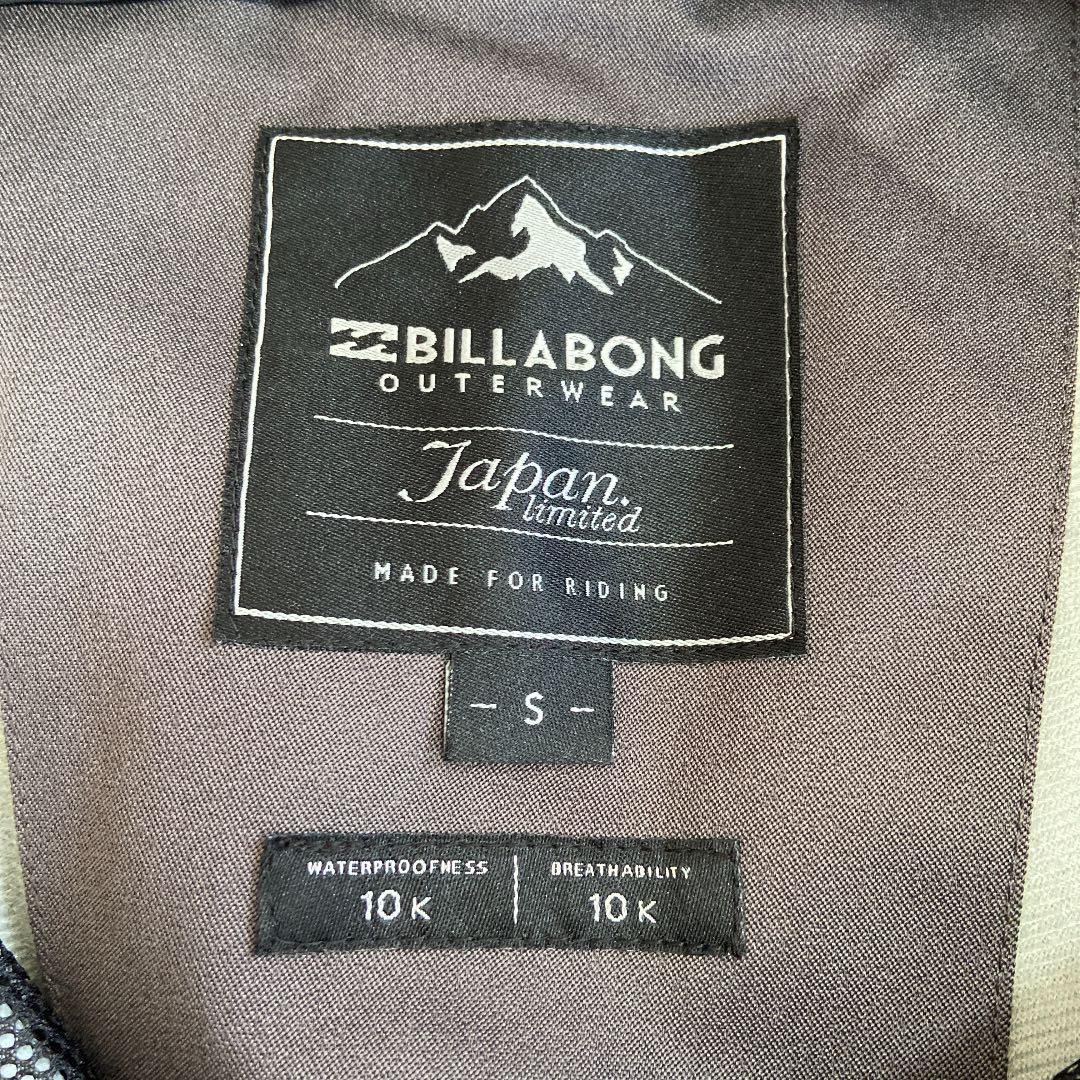 BILLABONG
OUTERWEAR
Japan.
limited
MADE FOR RIDING
- S -
WATERPROOFNESS | BREATHABILITY
10K | 10K